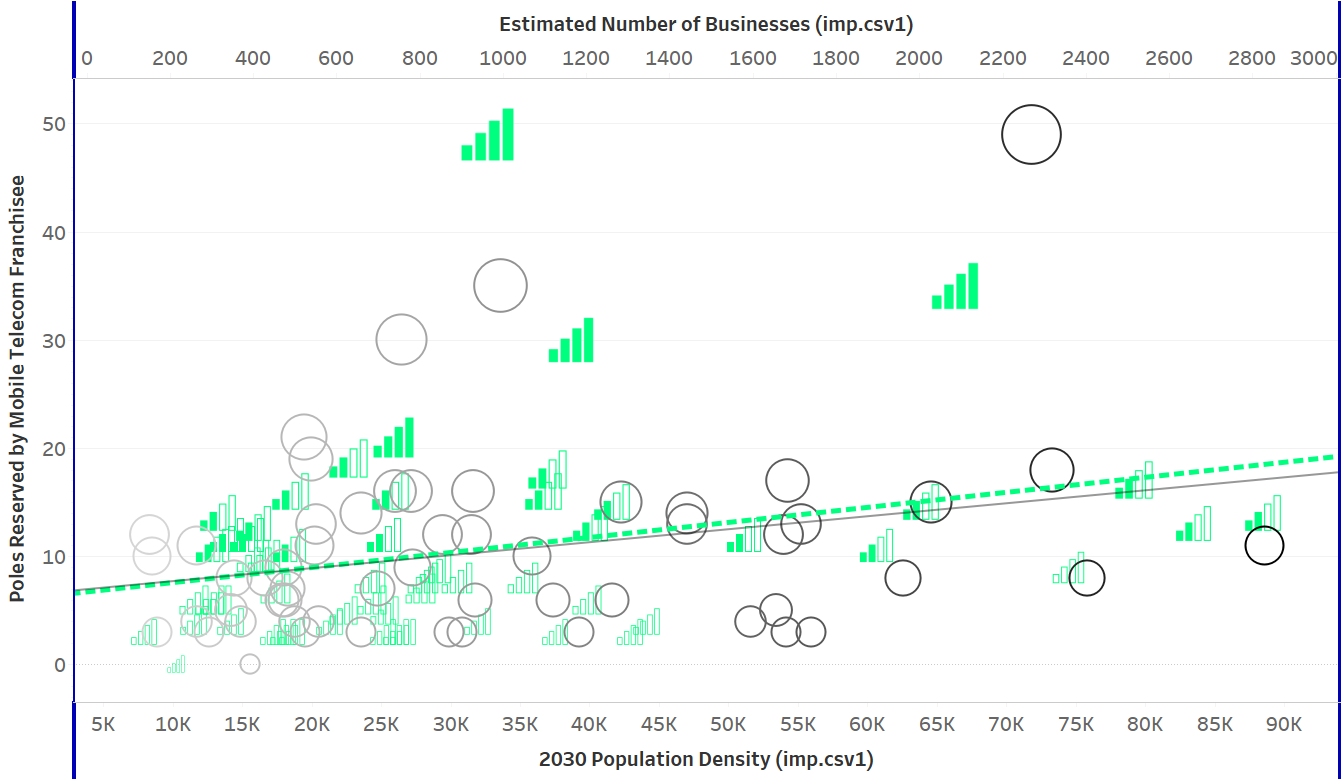 Estimated Number of Businesses (imp.csv1)
0 200 400 600 800 1000 1200 1400 1600 1800 2000 2200 2400 2600 2800 3000
Poles Reserved by Mobile Telecom Franchisee
50
40
30
20
10
0
5K 10K 15K 20K 25K 30K 35K 40K 45K 50K 55K 60K 65K 70K 75K 80K 85K 90K
2030 Population Density (imp.csv1)